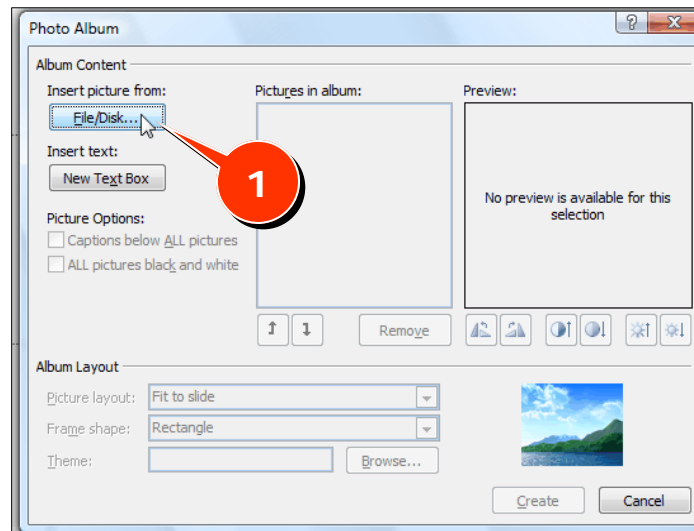 Photo Album
Album Content
Insert picture from:
File/Disk...
Insert text:
New Text Box
Picture Options:
Captions below ALL pictures
ALL pictures black and white
Pictures in album:
Remove
Preview:
No preview is available for this
selection
1
Album Layout
Picture layout: Fit to slide
Frame shape: Rectangle
Theme:
Browse...
Create
Cancel